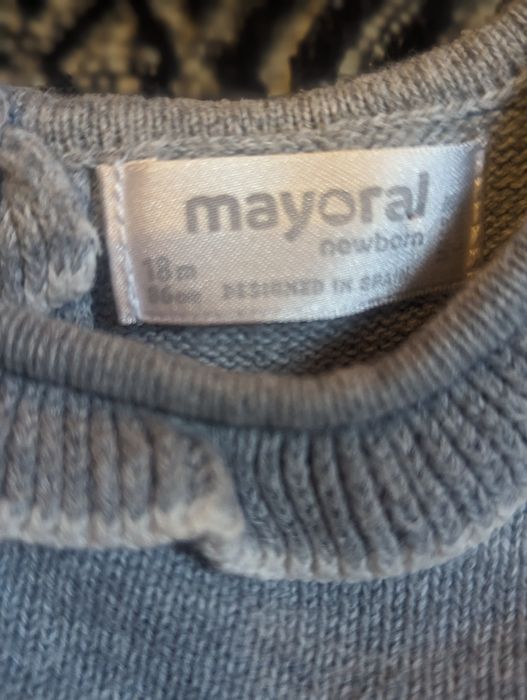 mayoral
newborn
18m
86cm DESIGNED IN SPAIN